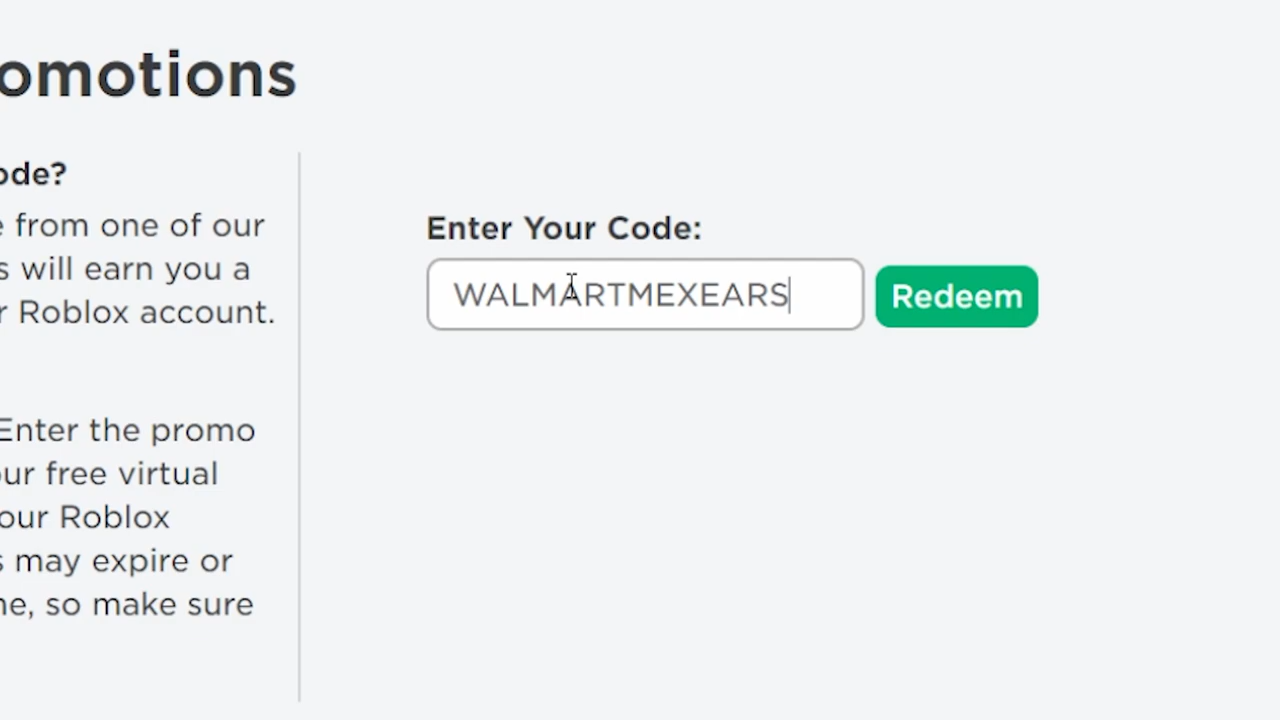 omotions
ode?
e from one of our
s will earn you a
r Roblox account.
Enter the promo
our free virtual
our Roblox
s may expire or
ne, so make sure
Enter Your Code:
WALMARTMEXEARS
Redeem